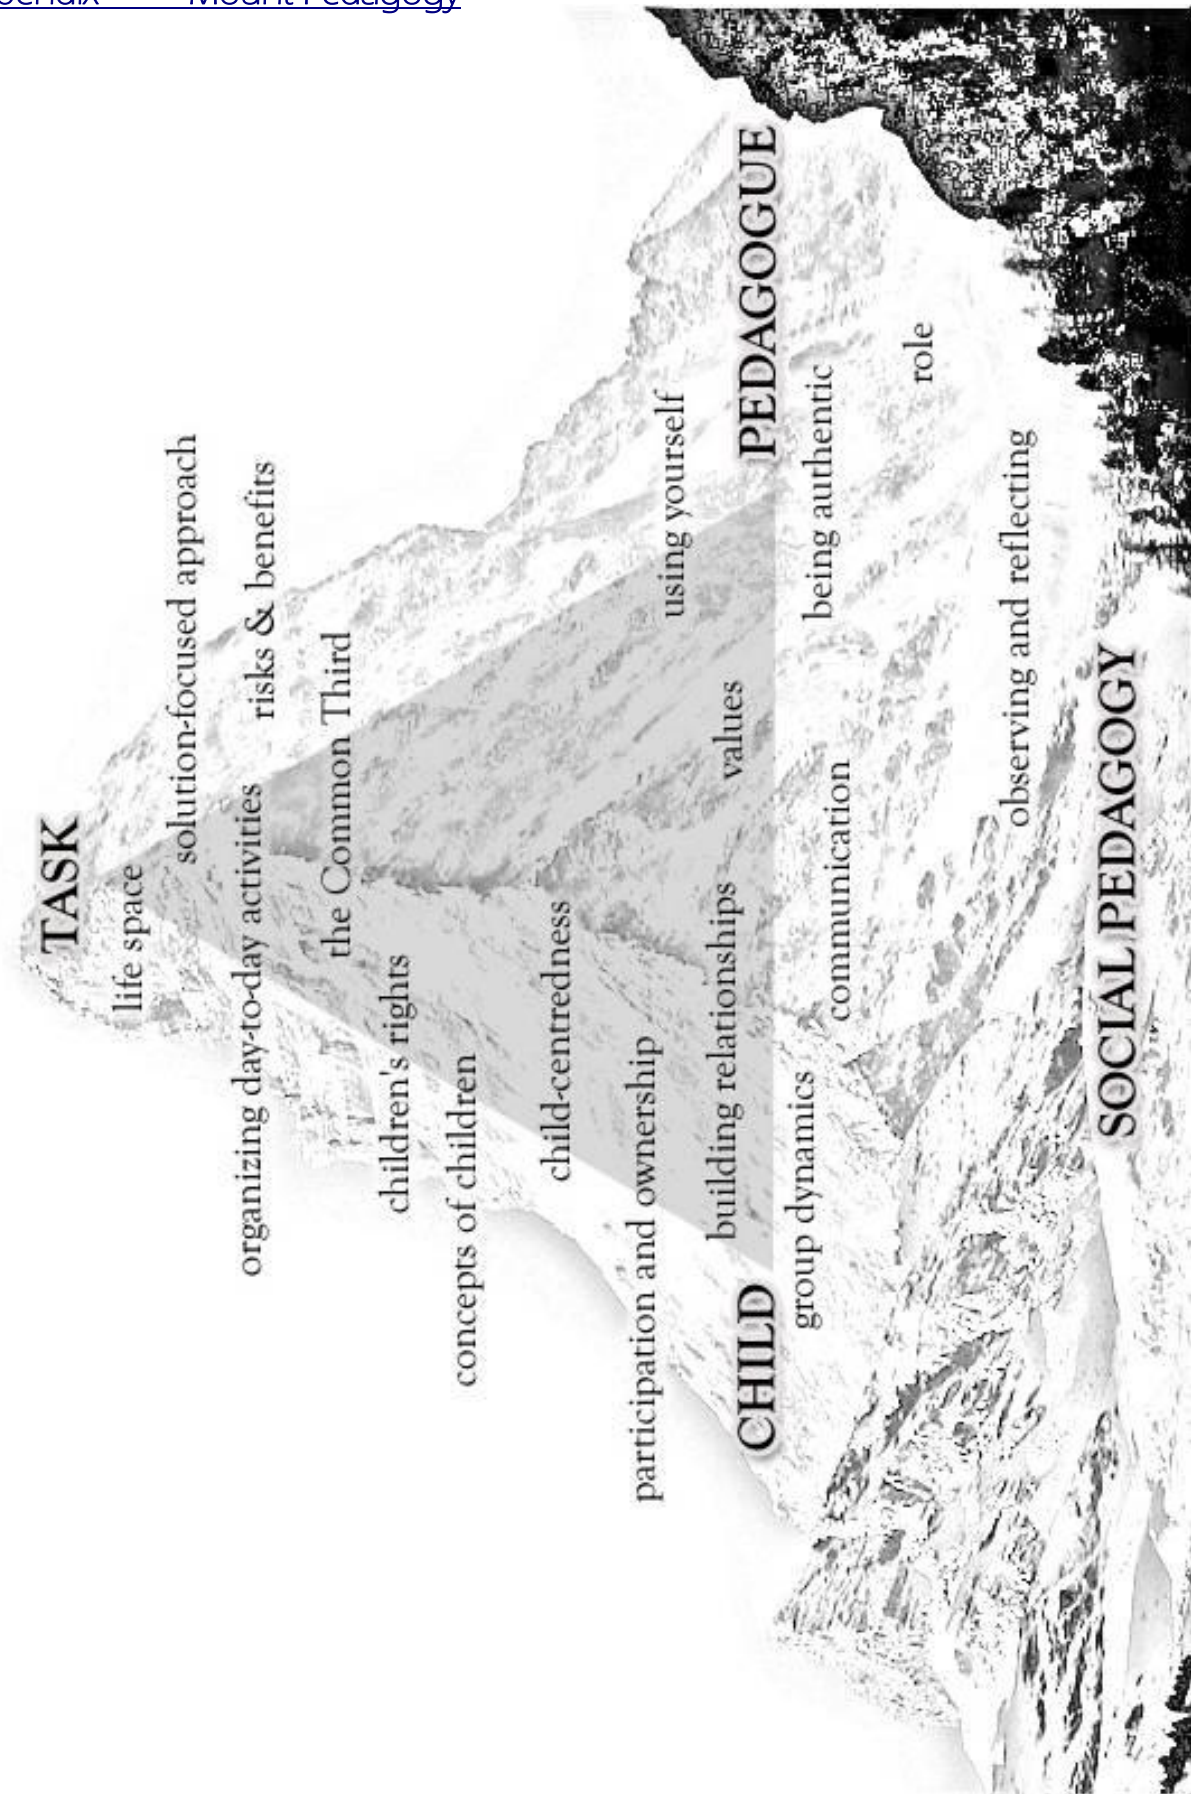 Mount Pedagogy
TASK
life space
solution-focused approach
organizing day-to-day activities
risks & benefits
the Common Third
children's rights
concepts of children
child-centredness
participation and ownership
using yourself
building relationships
values
CHILD
PEDAGOGUE
group dynamics
being authentic
communication
role
observing and reflecting
SOCIAL PEDAGOGY